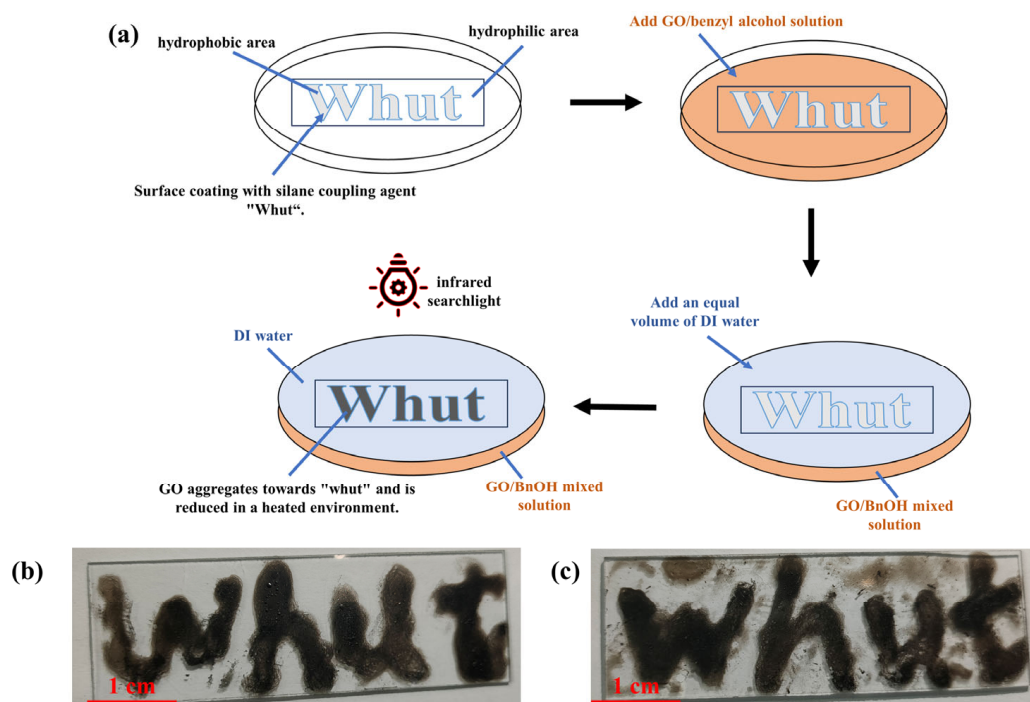 (a)
hydrophobic area
hydrophilic area
Whut
Surface coating with silane coupling agent
"Whut“.
Add GO/benzyl alcohol solution
Whut
infrared
searchlight
DI water
Whut
GO aggregates towards "whut" and is
reduced in a heated environment.
GO/BnOH mixed
solution
Add an equal
volume of DI water
Whut
GO/BnOH mixed
solution
(b)
whut
1 cm
(c)
whut
1 cm